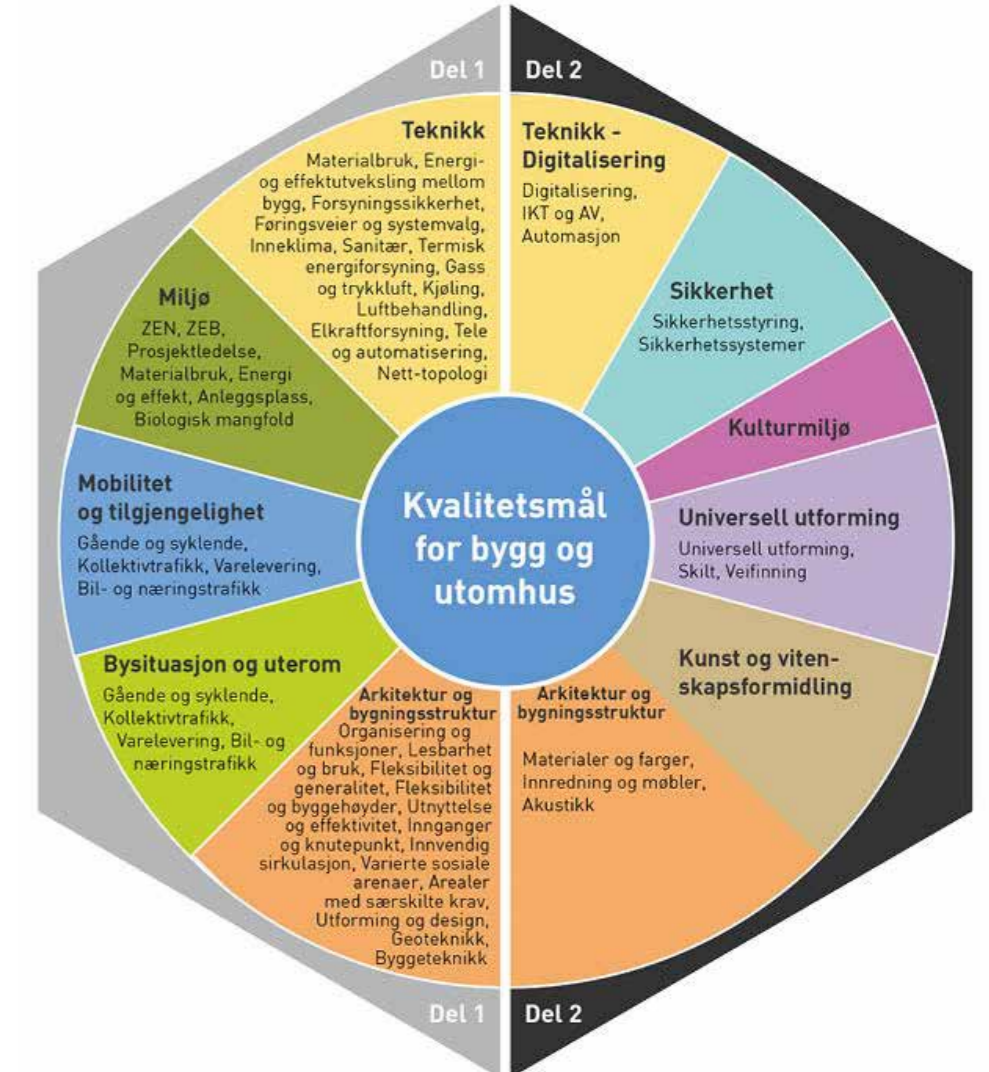 Del 1
Del 2
Teknikk
Materialbruk, Energi-
og effektutveksling mellom
bygg, Forsyningssikkerhet,
Føringsveier og systemvalg,
Inneklima, Sanitær, Termisk
energiforsyning, Gass
og trykkluft, Kjøling,
Luftbehandling,
Elkraftforsyning, Tele
og automatisering,
Nett-topologi
Teknikk -
Digitalisering
Digitalisering,
IKT og AV,
Automasjon
Miljø
ZEN, ZEB,
Prosjektledelse,
Materialbruk, Energi
og effekt, Anleggsplass,
Biologisk mangfold
Sikkerhet
Sikkerhetsstyring,
Sikkerhetssystemer
Kulturmiljø
Mobilitet
og tilgjengelighet
Gående og syklende,
Kollektivtrafikk, Varelevering,
Bil- og næringstrafikk
Kvalitetsmål
for bygg og
utomhus
Universell utforming
Universell utforming,
Skilt, Veifinning
Bysituasjon og uterom
Gående og syklende,
Kollektivtrafikk,
Varelevering, Bil- og
næringstrafikk
Kunst og viten-
skapsformidling
Arkitektur og
bygningsstruktur
Organisering og
funksjoner, Lesbarhet
og bruk, Fleksibilitet og
generalitet, Fleksibilitet
og byggehøyder, Utnyttelse
og effektivitet, Innganger
og knutepunkt, Innvendig
sirkulasjon, Varierte sosiale
arenaer, Arealer
med særskilte krav,
Utforming og design,
Geoteknikk,
Byggeteknikk
Arkitektur og
bygningsstruktur
Materialer og farger,
Innredning og møbler,
Akustikk
Del 1
Del 2